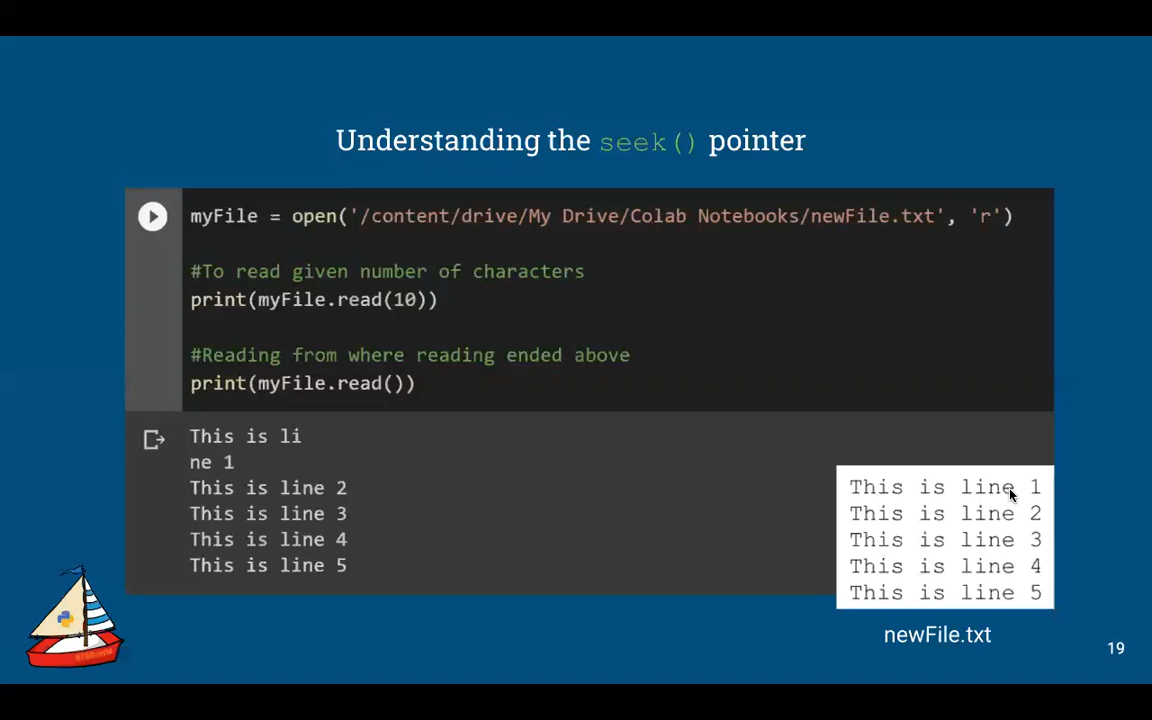 Understanding the seek() pointer
myFile = open('/content/drive/My Drive/Colab Notebooks/newFile.txt', 'r')
#To read given number of characters
print(myFile.read(10))
#Reading from where reading ended above
print(myFile.read())
This is li
ne 1
This is line 2
This is line 3
This is line 4
This is line 5
This is line 1
This is line 2
This is line 3
This is line 4
This is line 5
newFile.txt
19